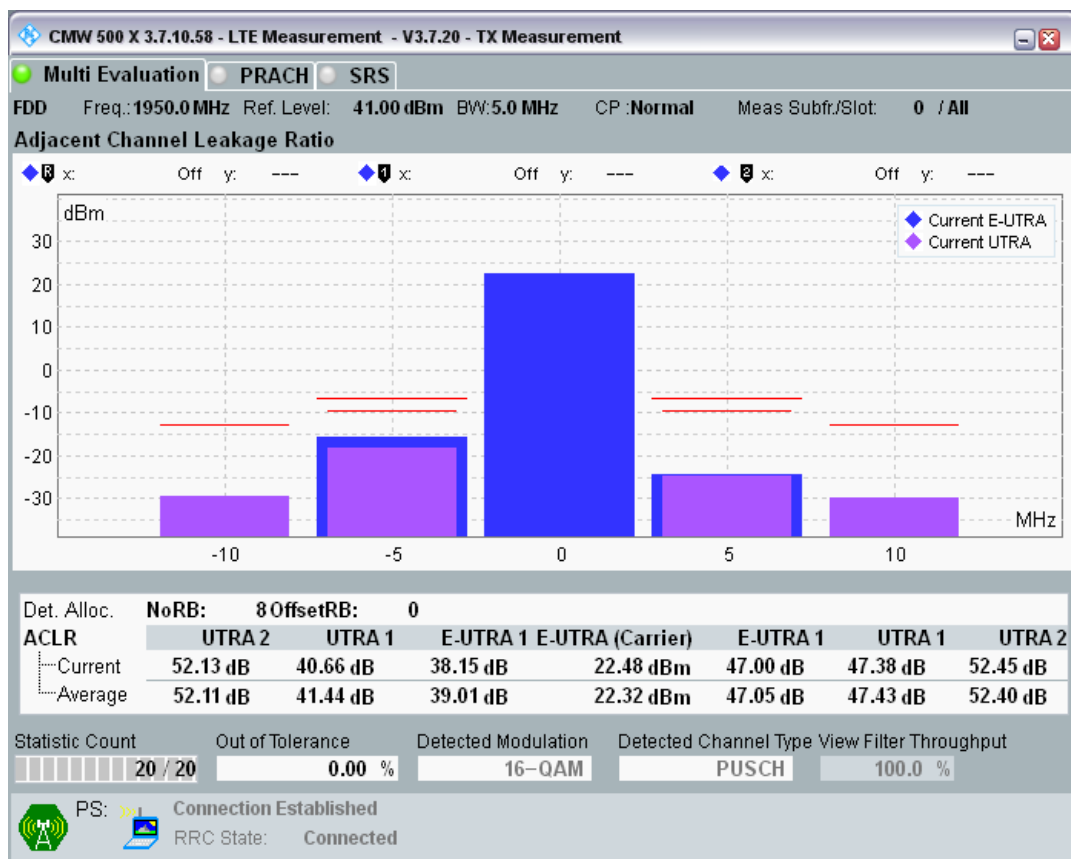 CMW 500 X 3.7.10.58 - LTE Measurement - V3.7.20 - TX Measurement
Multi Evaluation PRACH SRS
FDD Freq.: 1950.0 MHz Ref. Level: 41.00 dBm BW: 5.0 MHz CP : Normal Meas Subfr./Slot: 0 / All
Adjacent Channel Leakage Ratio
R x: Off y: --- 1 x: Off y: --- 2 x: Off y: ---
dBm
Current E-UTRA
Current UTRA
30
20
10
0
-10
-20
-30
MHz
-10 -5 0 5 10
Det. Alloc. NoRB: 8 OffsetRB: 0
ACLR UTRA 2 UTRA 1 E-UTRA 1 E-UTRA (Carrier) E-UTRA 1 UTRA 1 UTRA 2
Current 52.13 dB 40.66 dB 38.15 dB 22.48 dBm 47.00 dB 47.38 dB 52.45 dB
Average 52.11 dB 41.44 dB 39.01 dB 22.32 dBm 47.05 dB 47.43 dB 52.40 dB
Statistic Count Out of Tolerance Detected Modulation Detected Channel Type View Filter Throughput
20 / 20 0.00 % 16-QAM PUSCH 100.0 %
PS: Connection Established
RRC State: Connected